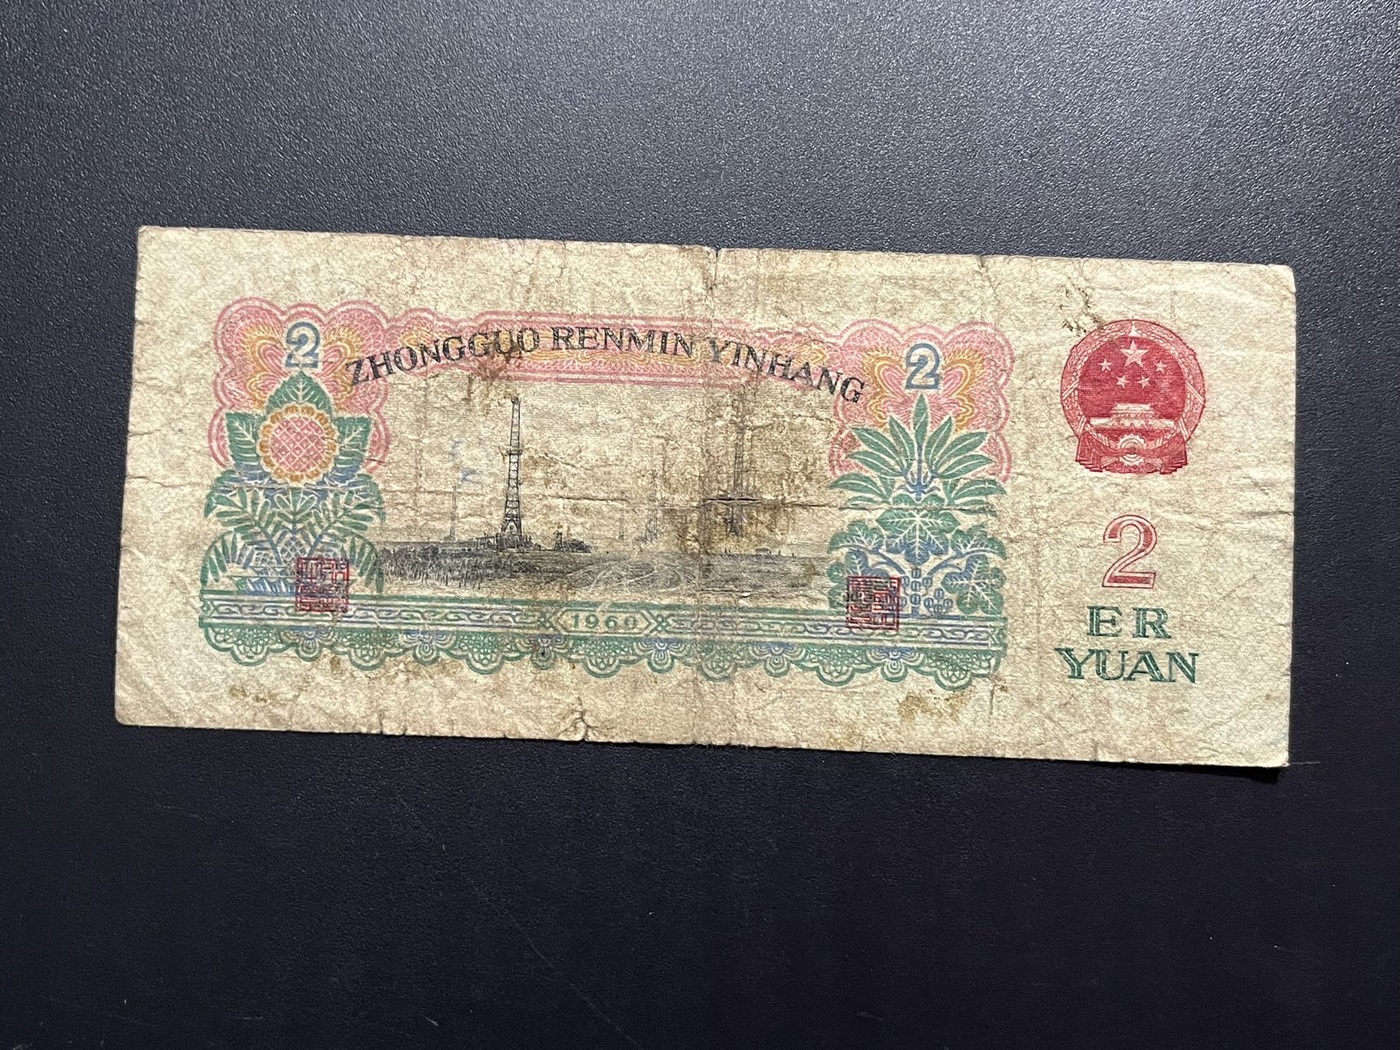 2
ZHONGGUO RENMIN YINHANG
2
1960
2
ER
YUAN